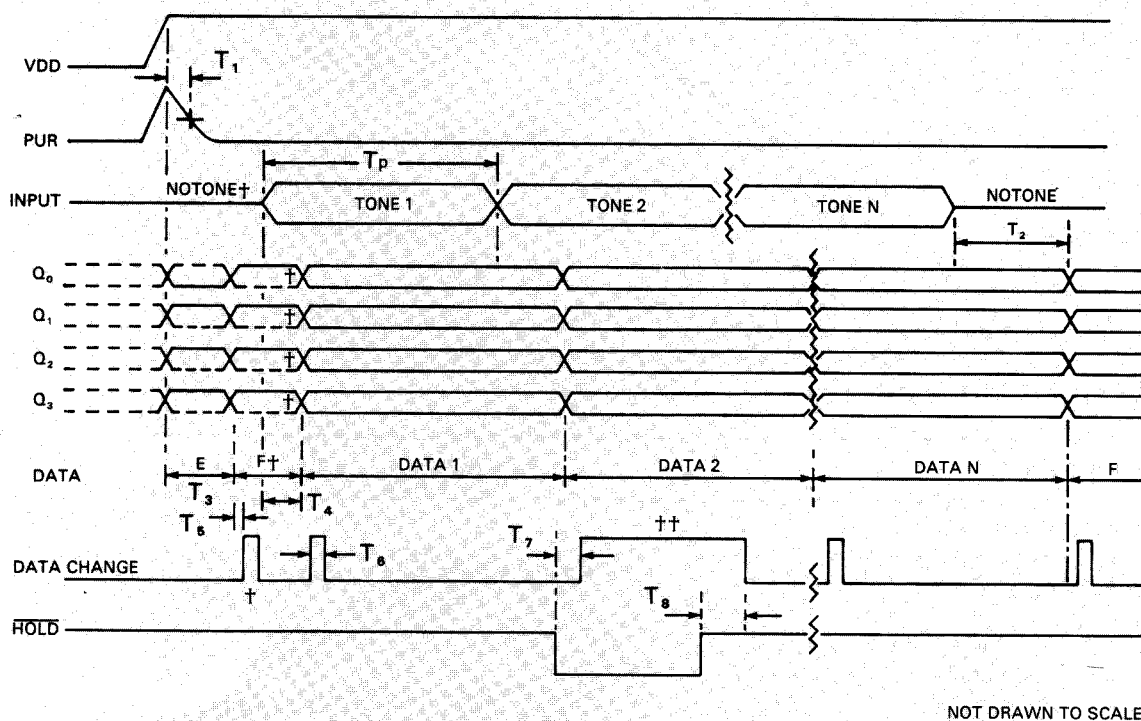 VDD
T₁
PUR
Tp
INPUT
NOTONE†
TONE 1
TONE 2
TONE N
NOTONE
T₂
Q₀
†
Q₁
†
Q₂
†
Q₃
†
DATA
E
F†
DATA 1
DATA 2
DATA N
F
T₃
T₄
T₅
T₆
T₇
††
DATA CHANGE
†
T₈
HOLD
NOT DRAWN TO SCALE